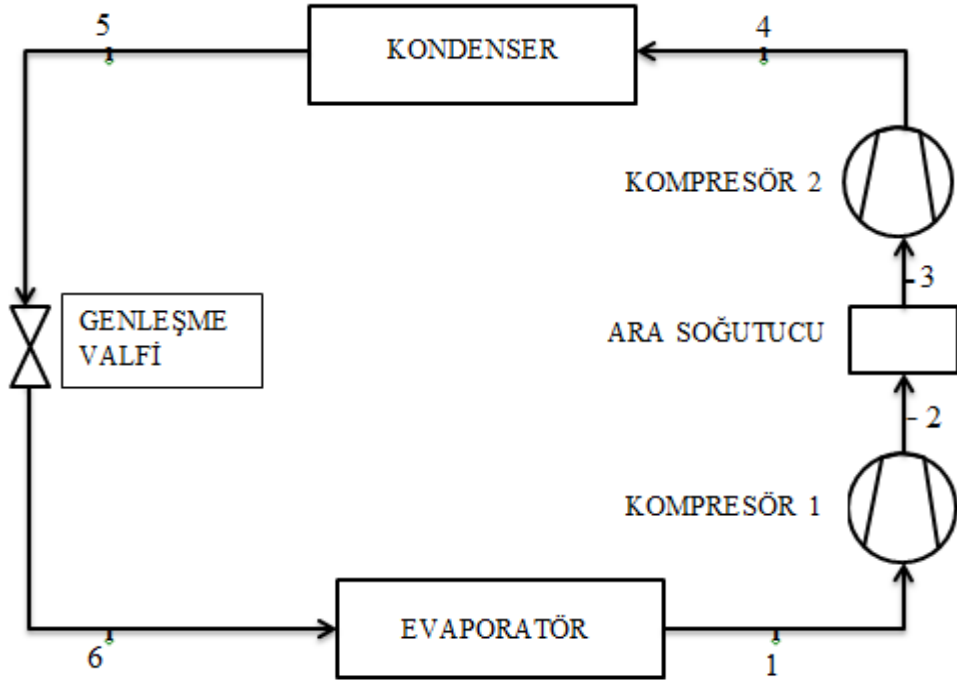 5
KONDENSER
4
KOMPRESÖR 2
3
GENLEŞME
VALFİ
ARA SOĞUTUCU
2
KOMPRESÖR 1
EVAPORATÖR
6
1